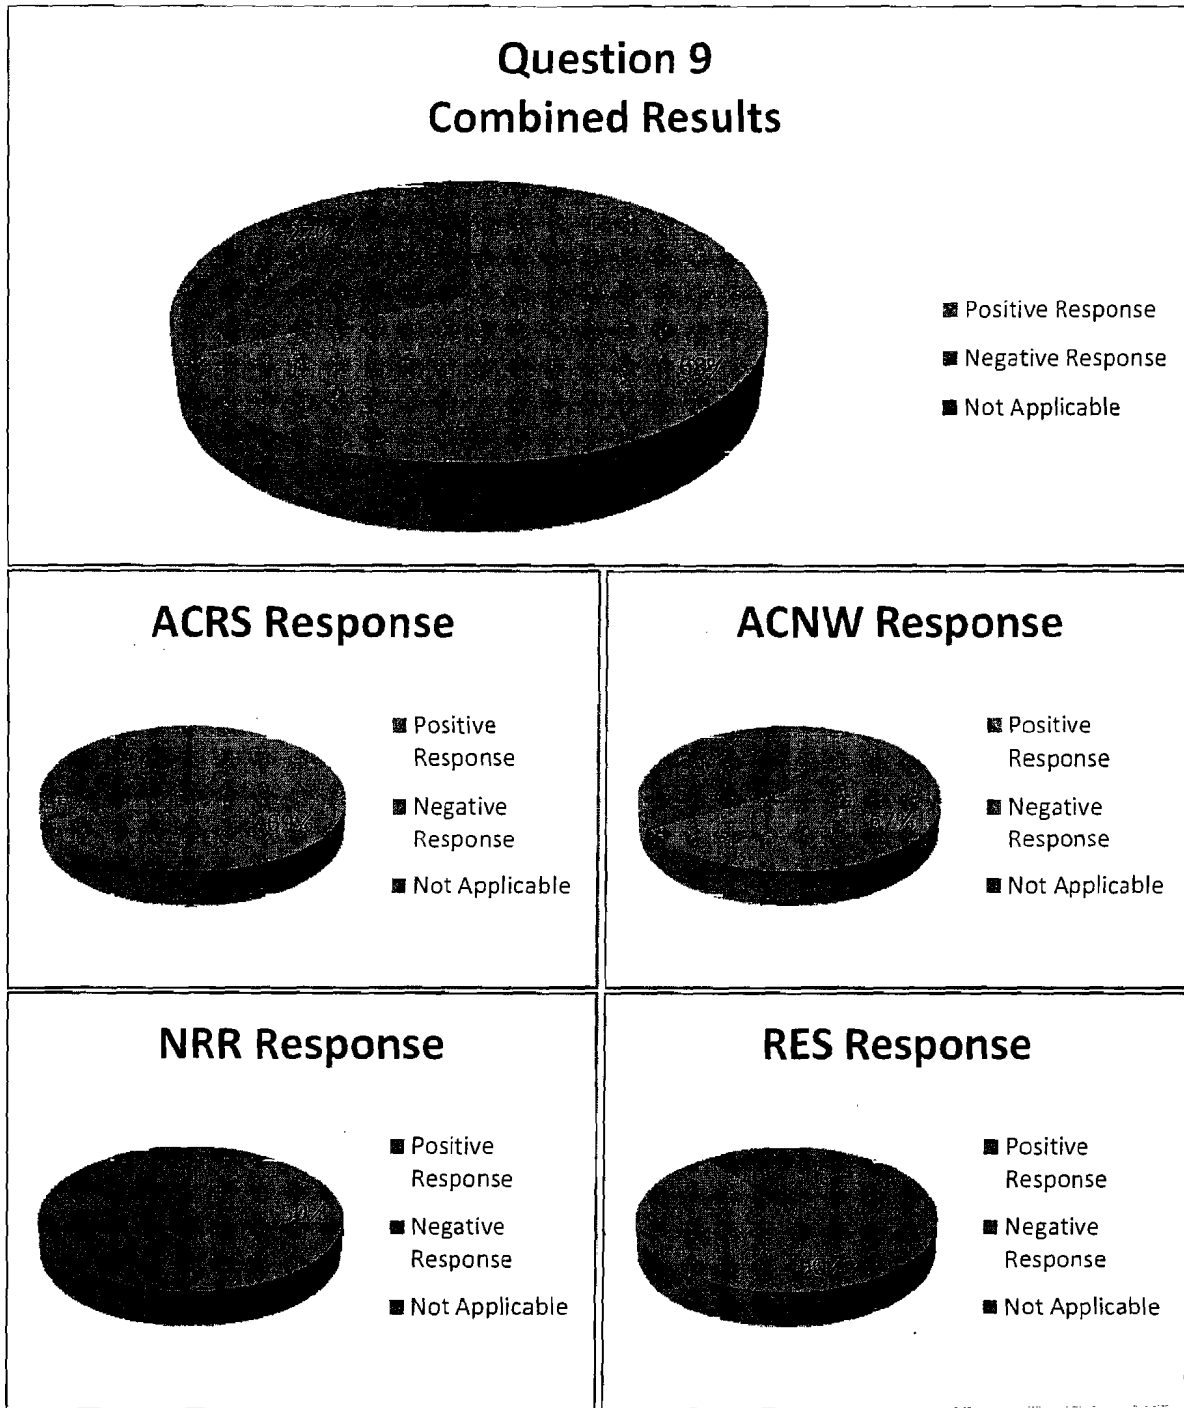 Question 9
Combined Results
68%
Positive Response
Negative Response
Not Applicable
ACRS Response
Positive
Response
Negative
Response
Not Applicable
ACNW Response
Positive
Response
Negative
Response
Not Applicable
NRR Response
Positive
Response
Negative
Response
Not Applicable
RES Response
Positive
Response
Negative
Response
Not Applicable